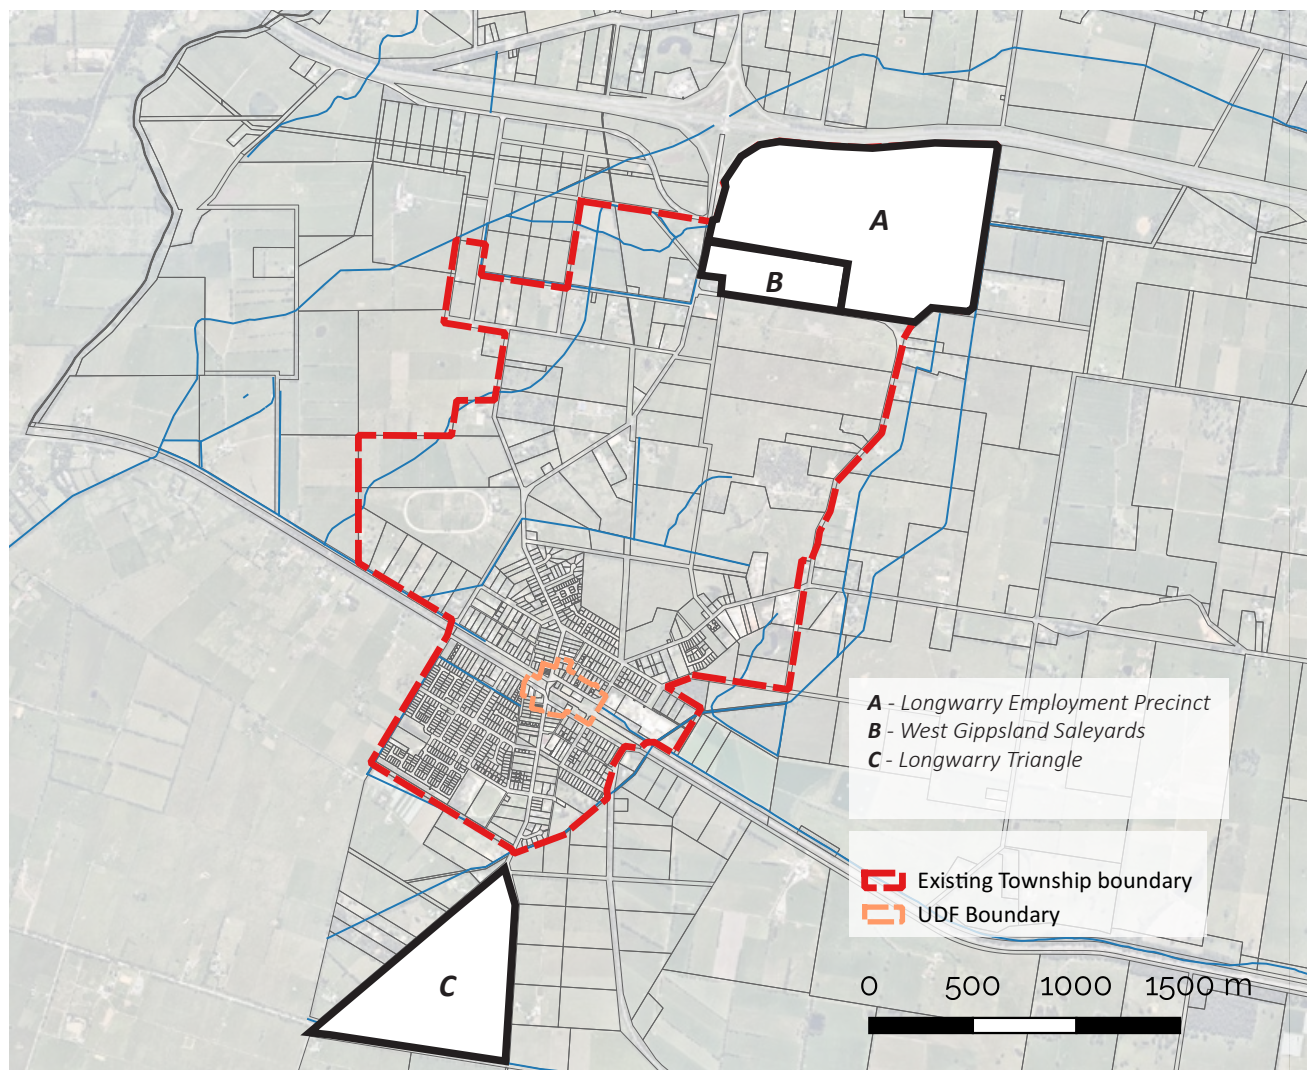 A
B
A - Longwarry Employment Precinct
B - West Gippsland Saleyards
C - Longwarry Triangle
Existing Township boundary
UDF Boundary
C
0 500 1000 1500 m